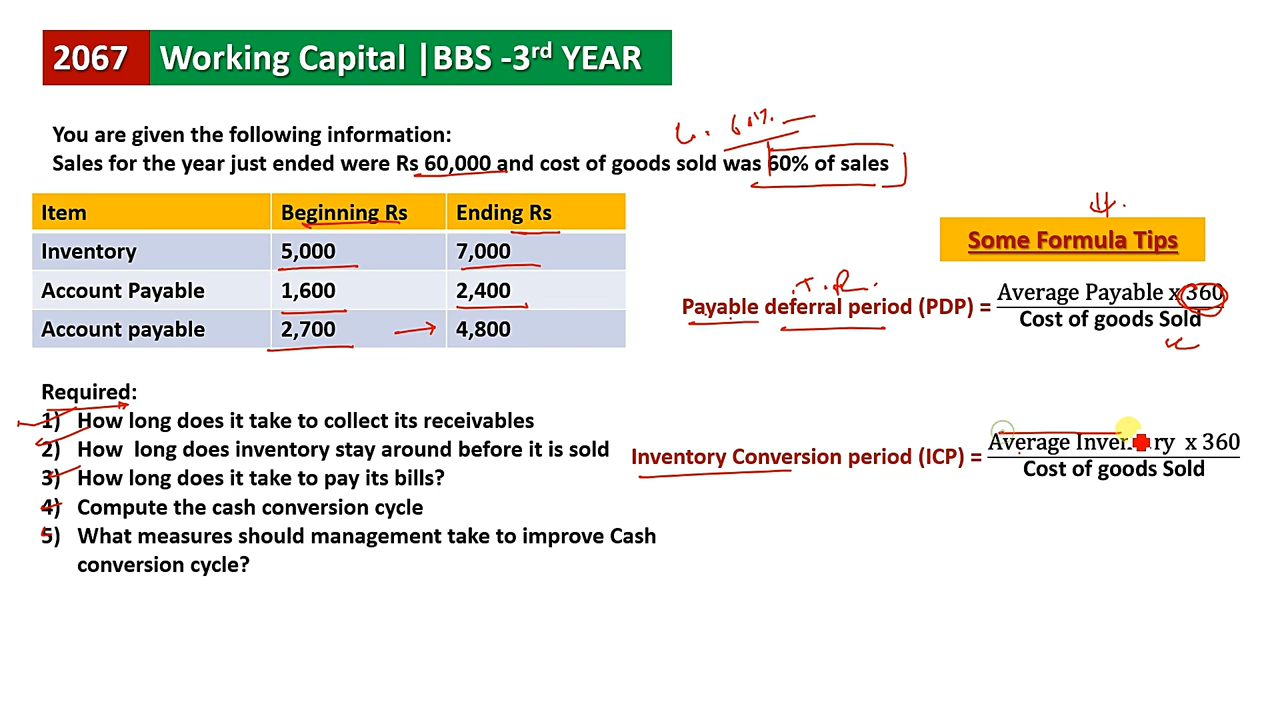 2067 Working Capital |BBS -3rd YEAR
60%
You are given the following information:
Sales for the year just ended were Rs 60,000 and cost of goods sold was 60% of sales
Item Beginning Rs Ending Rs
Inventory 5,000 7,000
Account Payable 1,600 2,400
Account payable 2,700 4,800
Some Formula Tips
Payable deferral period (PDP) = Average Payable x 360
Cost of goods Sold
Required:
1) How long does it take to collect its receivables
2) How long does inventory stay around before it is sold
3) How long does it take to pay its bills?
4) Compute the cash conversion cycle
5) What measures should management take to improve Cash
conversion cycle?
Inventory Conversion period (ICP) = Average Inventory x 360
Cost of goods Sold